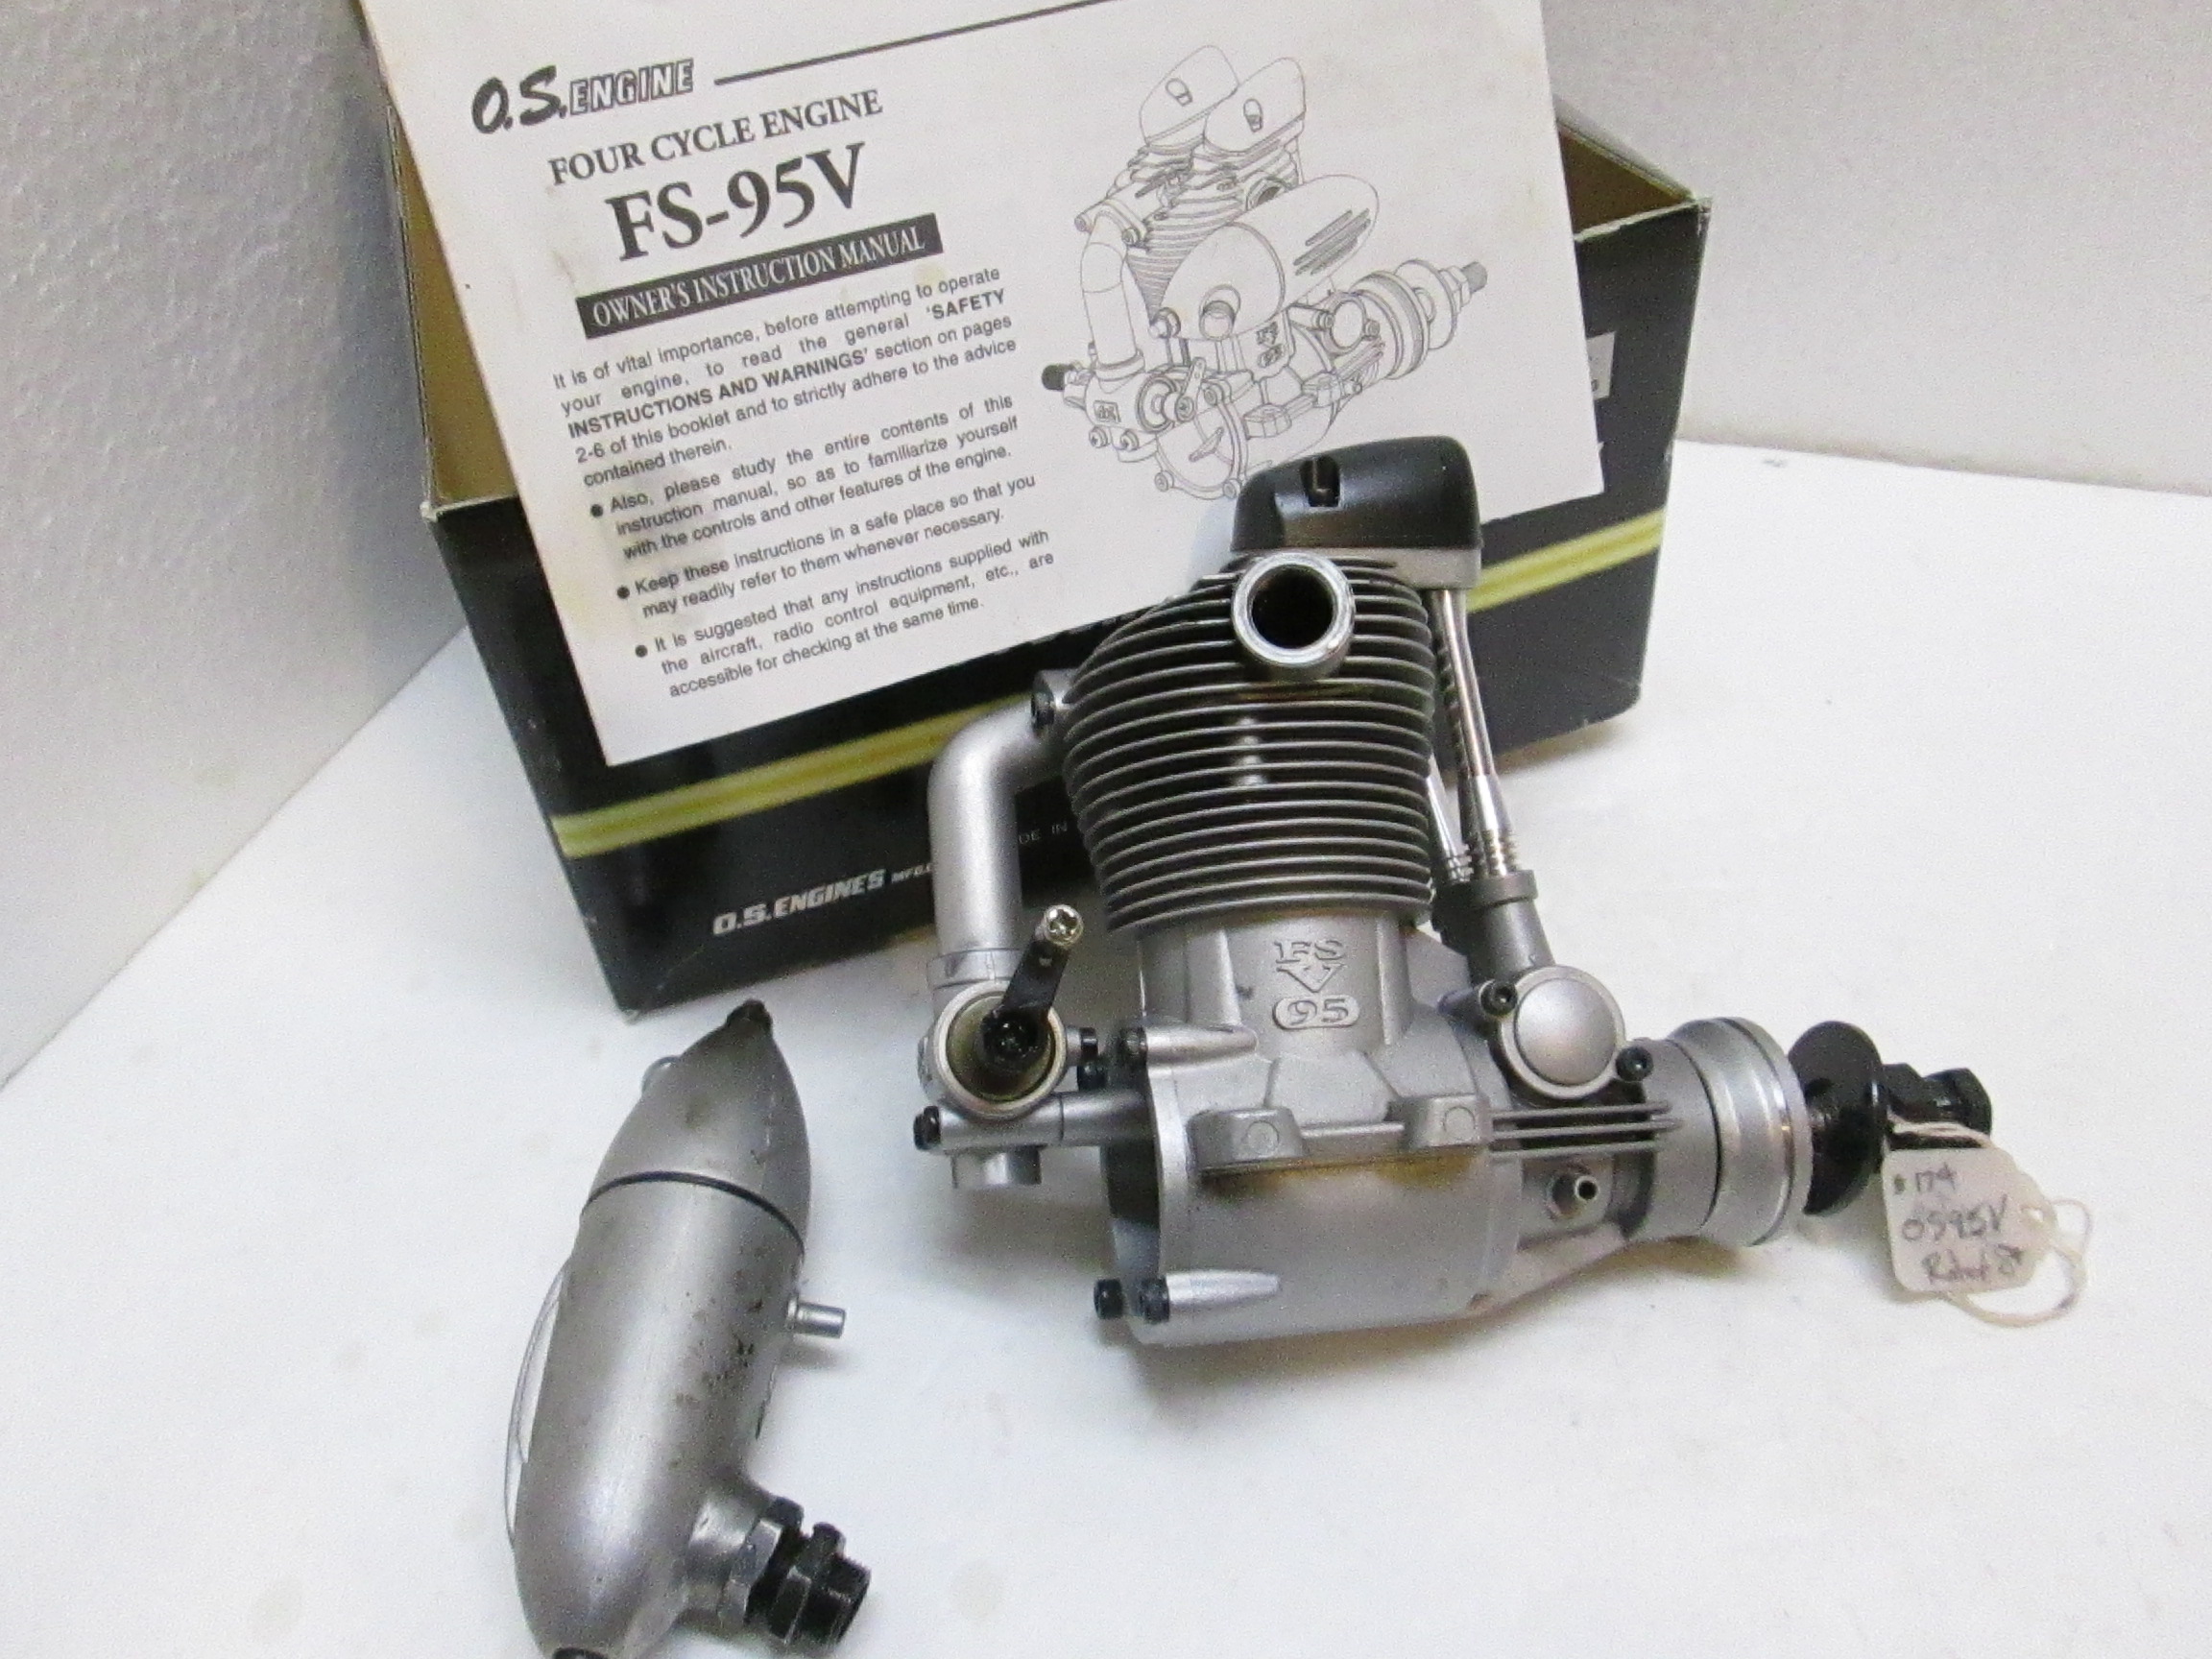 O.S. ENGINE
FOUR CYCLE ENGINE
FS-95V
OWNER'S INSTRUCTION MANUAL
It is of vital importance, before attempting to operate
your engine, to read the general 'SAFETY
INSTRUCTIONS AND WARNINGS' section on pages
2-6 of this booklet and to strictly adhere to the advice
contained therein.
● Also, please study the entire contents of this
instruction manual, so as to familiarize yourself
with the controls and other features of the engine.
● Keep these instructions in a safe place so that you
may readily refer to them whenever necessary.
● It is suggested that any instructions supplied with
the aircraft, radio control equipment, etc., are
accessible for checking at the same time.
DE IN
O.S. ENGINES MFG.
FS
95
OS95V